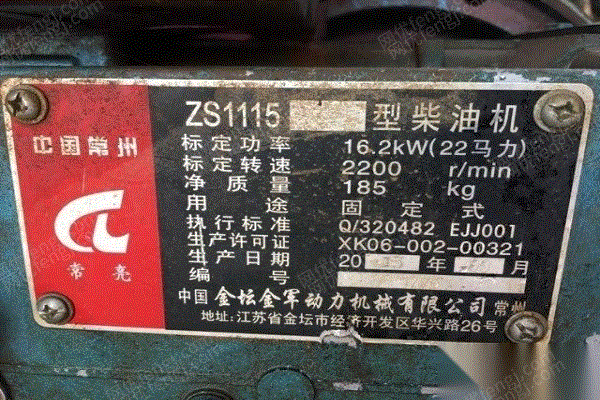 中国常州
常亮
ZS1115 型柴油机
标定功率 16.2kW(22马力)
标定转速 2200 r/min
净质量 185 kg
用途 固定式
执行标准 Q/320482 EJJ001
生产许可证 XK06-002-00321
生产日期 20 年 月
编号
中国 金坛金军动力机械有限公司 常州
地址:江苏省金坛市经济开发区华兴路26号